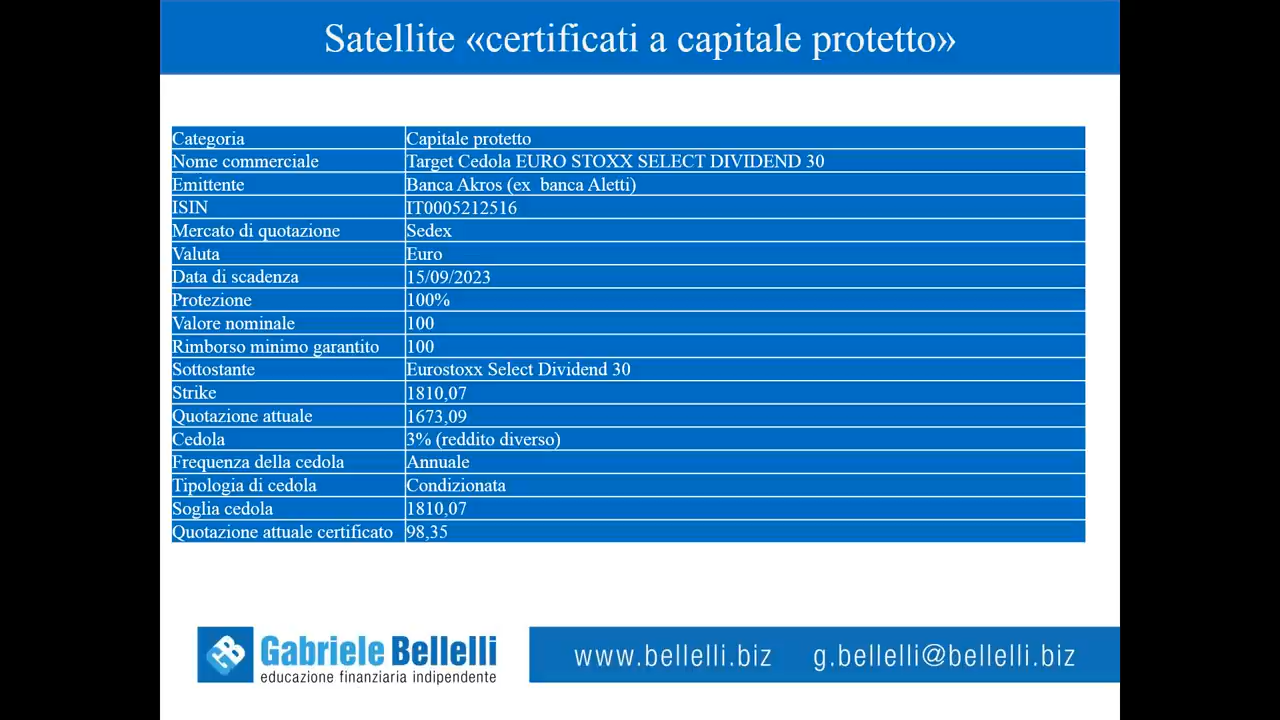 Satellite «certificati a capitale protetto»
Categoria Capitale protetto
Nome commerciale Target Cedola EURO STOXX SELECT DIVIDEND 30
Emittente Banca Akros (ex banca Aletti)
ISIN IT0005212516
Mercato di quotazione Sedex
Valuta Euro
Data di scadenza 15/09/2023
Protezione 100%
Valore nominale 100
Rimborso minimo garantito 100
Sottostante Eurostoxx Select Dividend 30
Strike 1810,07
Quotazione attuale 1673,09
Cedola 3% (reddito diverso)
Frequenza della cedola Annuale
Tipologia di cedola Condizionata
Soglia cedola 1810,07
Quotazione attuale certificato 98,35
Gabriele Bellelli
educazione finanziaria indipendente
www.bellelli.biz g.bellelli@bellelli.biz